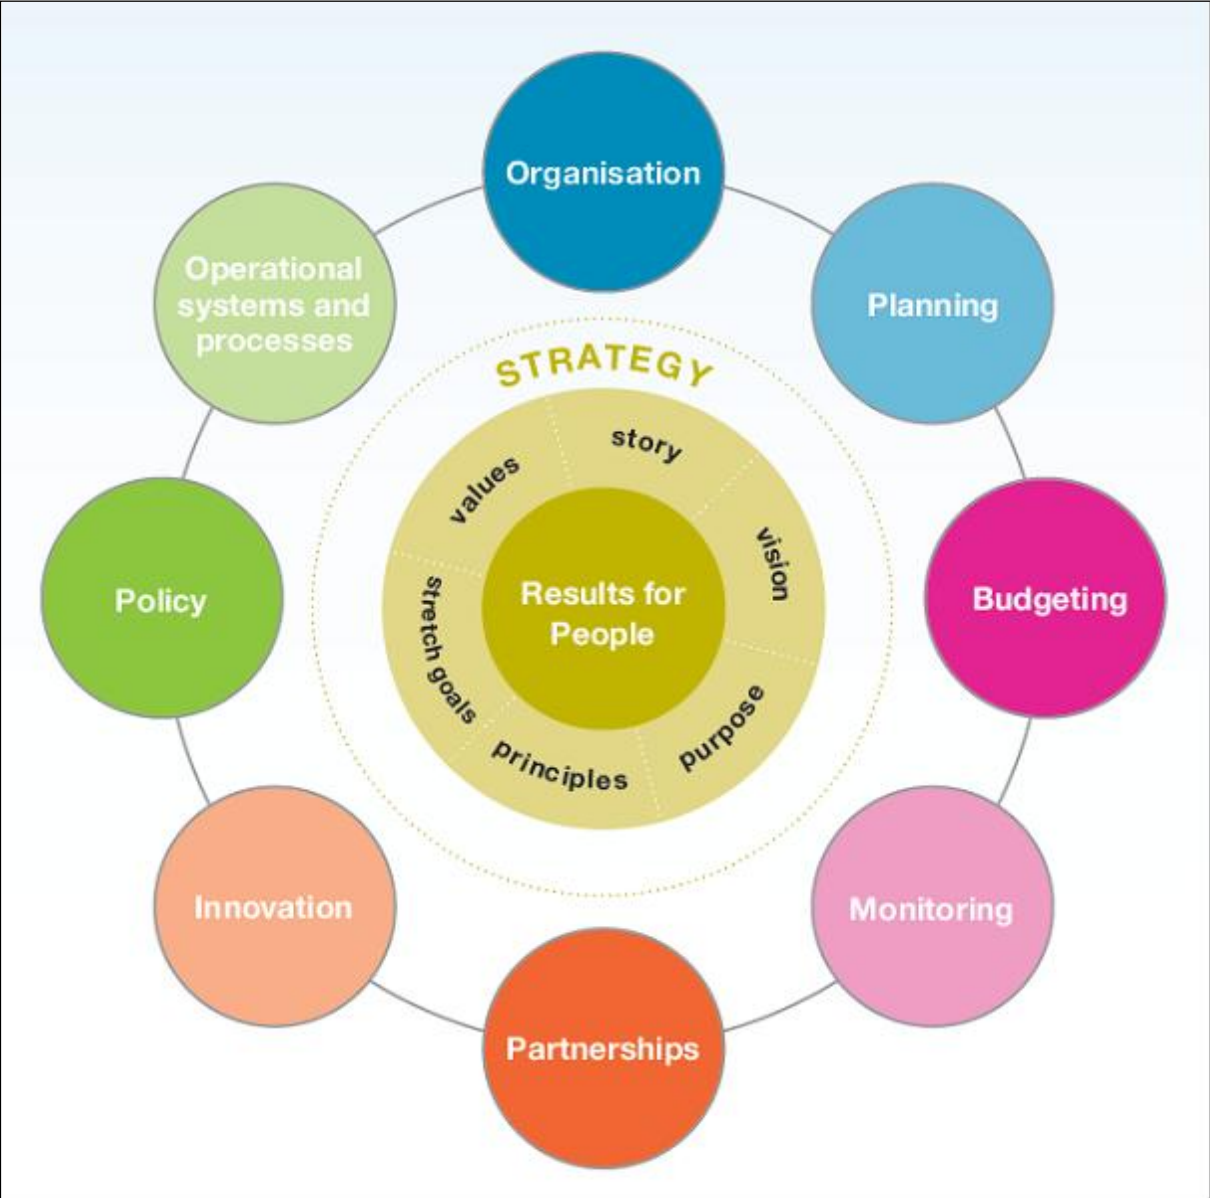 Organisation
Planning
Budgeting
Monitoring
Partnerships
Innovation
Policy
Operational
systems and
processes
STRATEGY
story
vision
purpose
principles
stretch goals
values
Results for
People